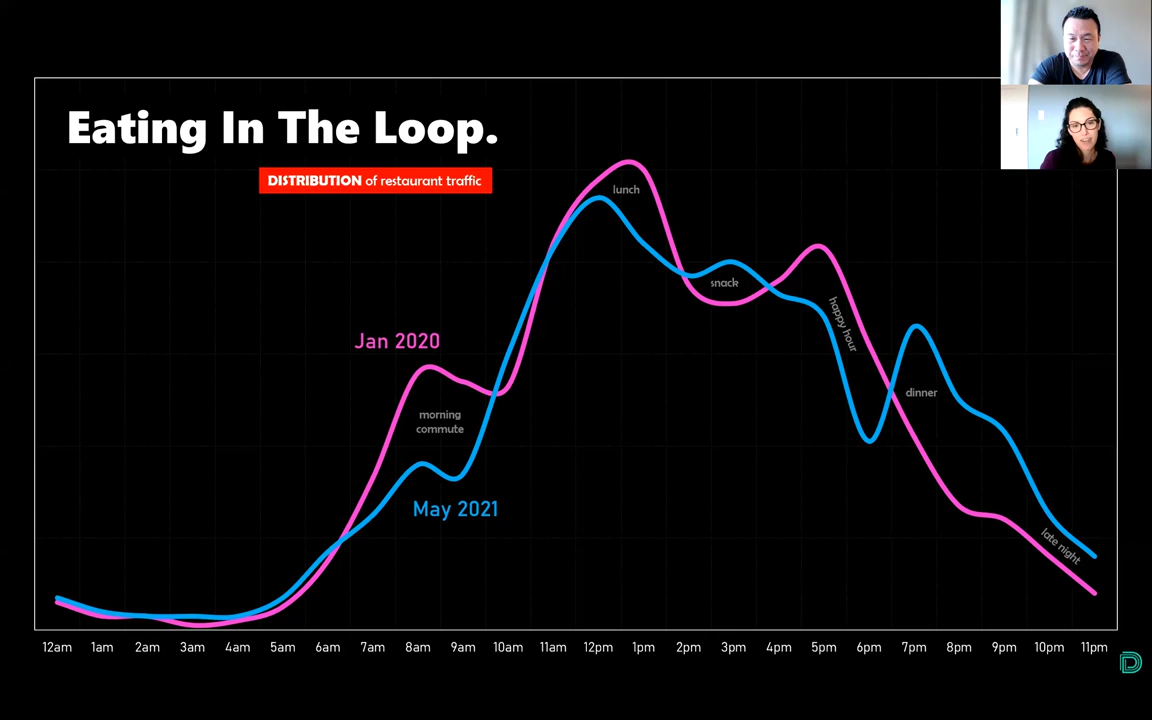 Eating In The Loop.
DISTRIBUTION of restaurant traffic
lunch
snack
happy hour
Jan 2020
morning
commute
dinner
May 2021
late night
12am 1am 2am 3am 4am 5am 6am 7am 8am 9am 10am 11am 12pm 1pm 2pm 3pm 4pm 5pm 6pm 7pm 8pm 9pm 10pm 11pm